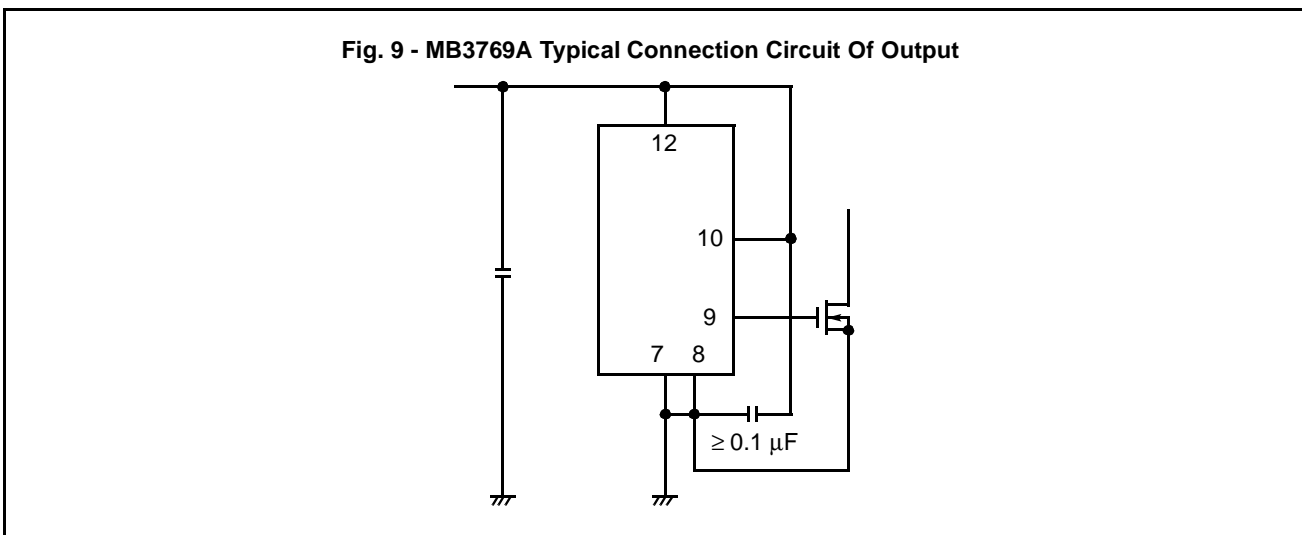 Fig. 9 - MB3769A Typical Connection Circuit Of Output
12
10
9
7 8
≥ 0.1 μF